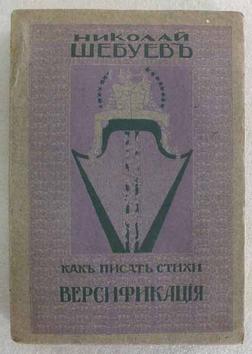 НИКОЛАЙ
ШЕБУЕВЪ
КАКЪ ПИСАТЬ СТИХИ
ВЕРСИФИКАЦІЯ